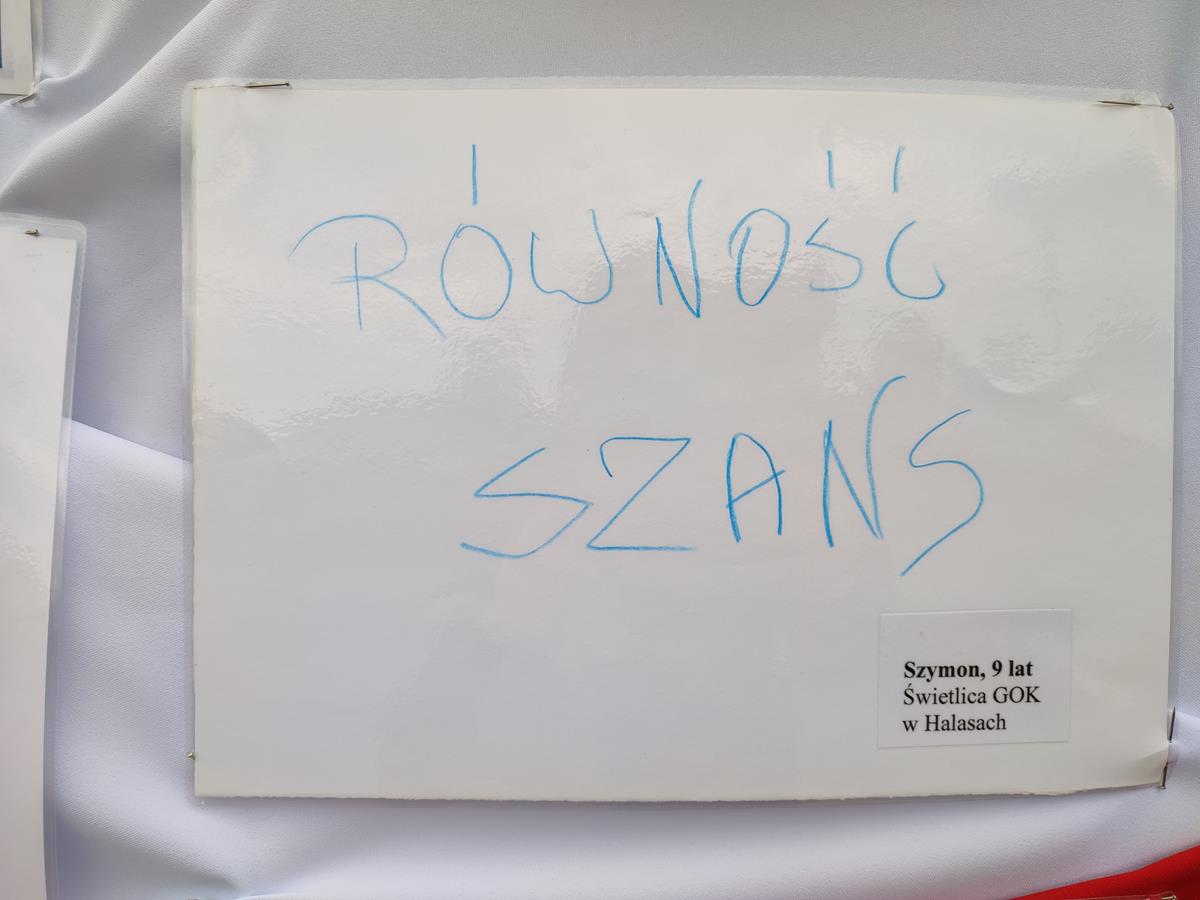 RÓWNOŚĆ
SZANS
Szymon, 9 lat
Świetlica GOK
w Halasach